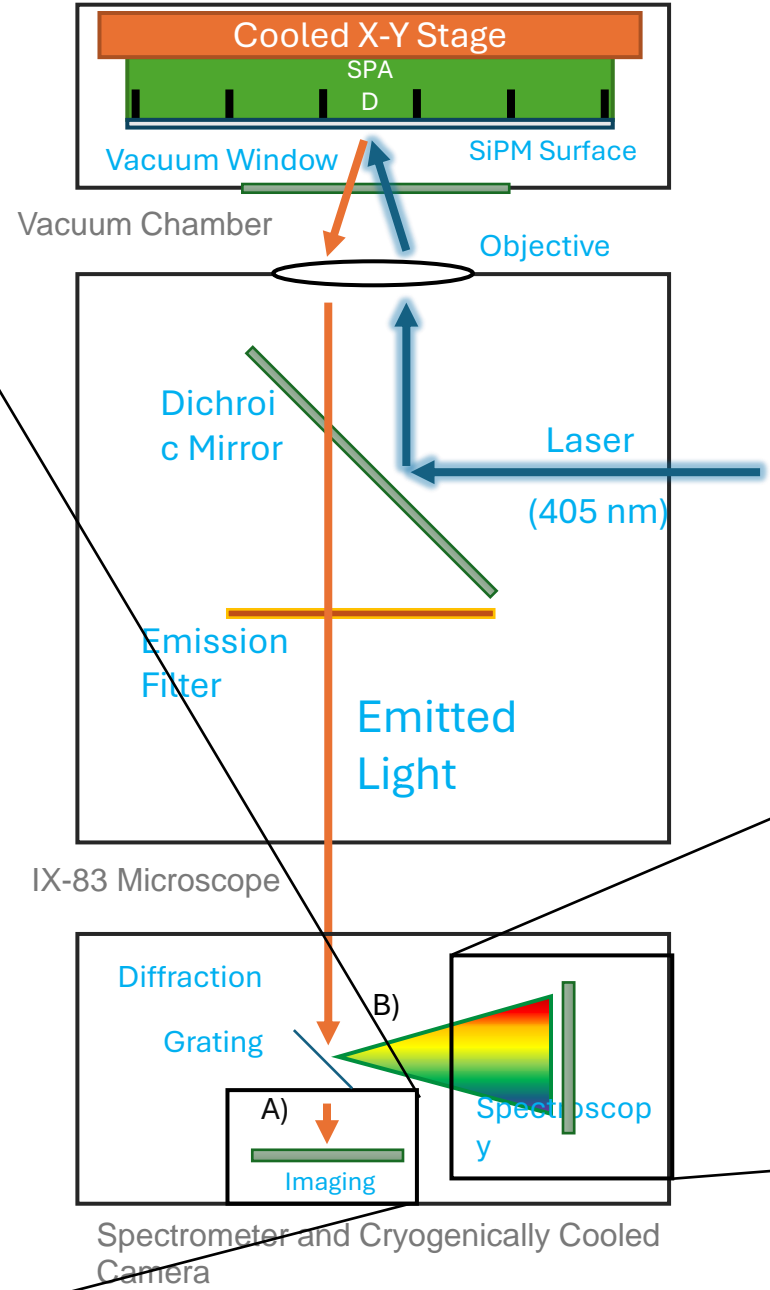 Cooled X-Y Stage
SPA
D
Vacuum Window
SiPM Surface
Vacuum Chamber
Objective
Dichroi
c Mirror
Laser
(405 nm)
Emission
Filter
Emitted
Light
IX-83 Microscope
Diffraction
Grating
B)
A)
Spectroscop
y
Imaging
Spectrometer and Cryogenically Cooled
Camera